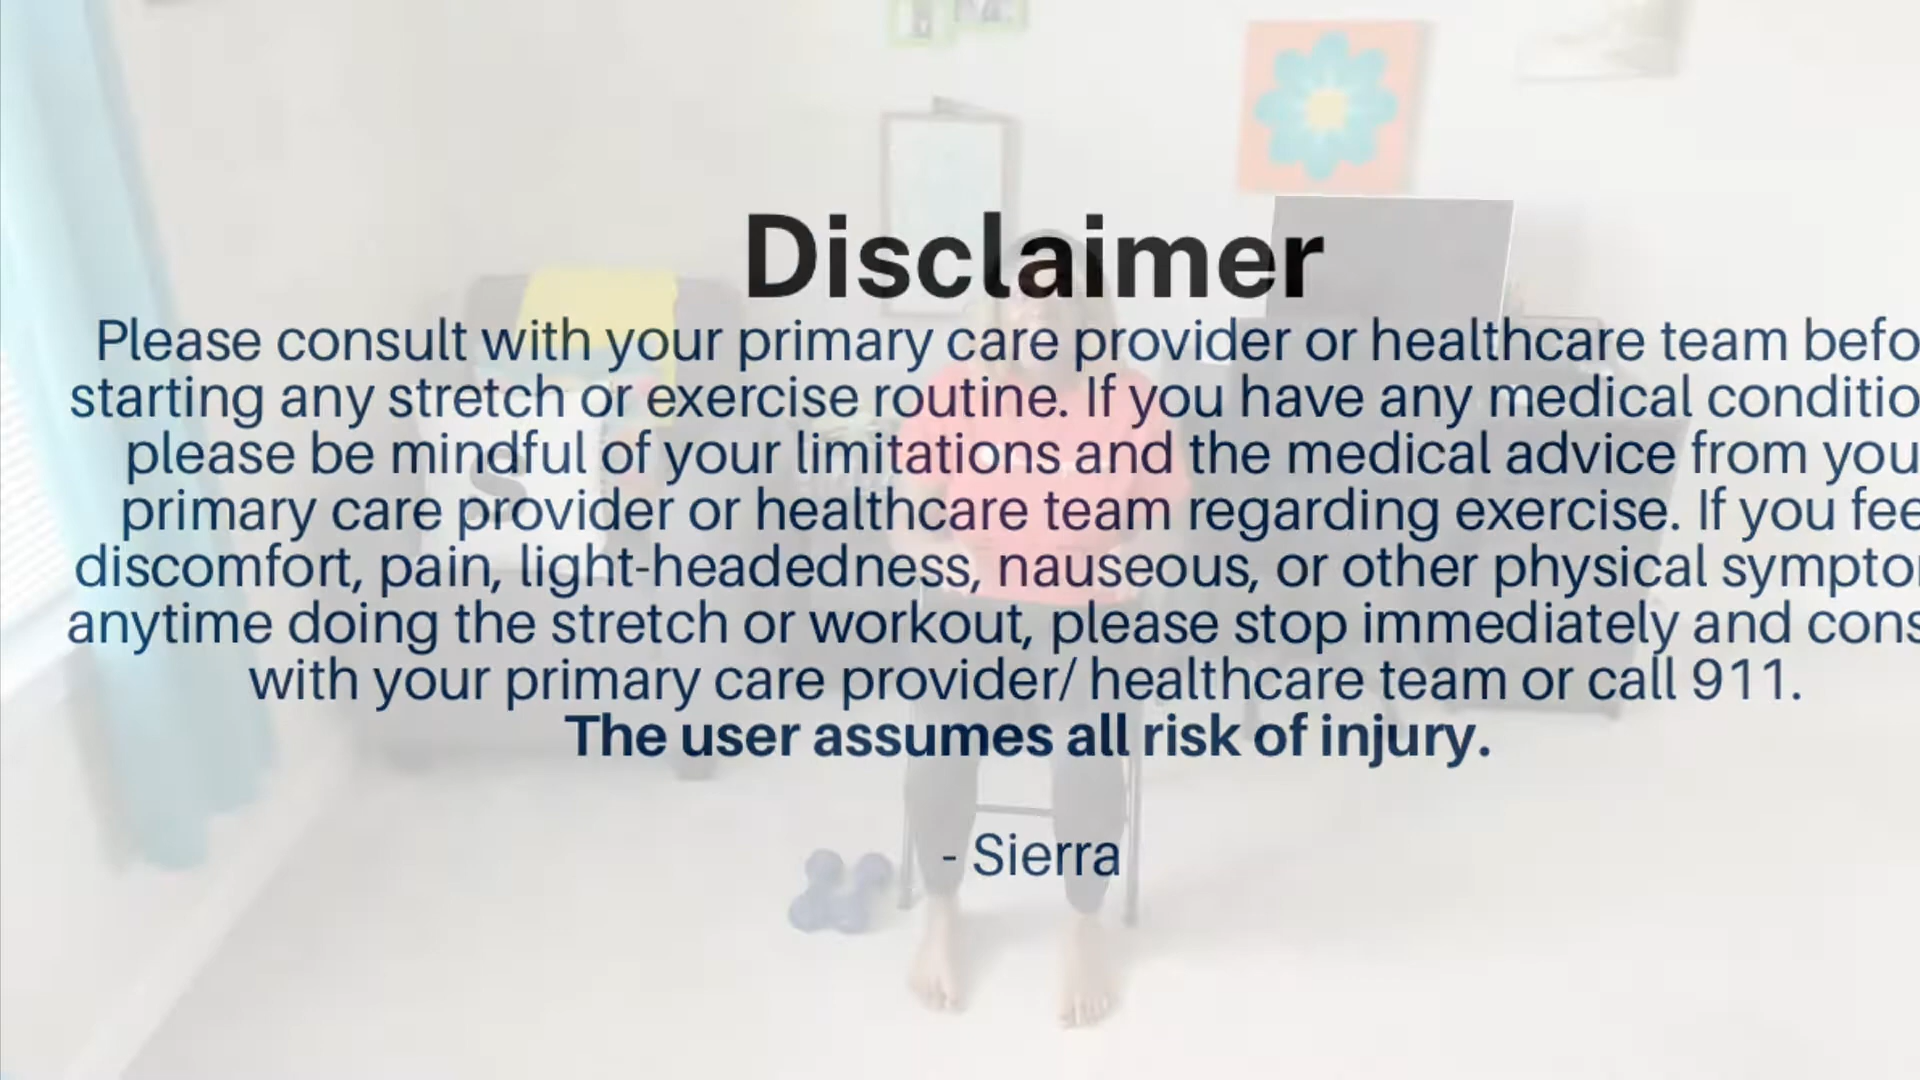 Disclaimer
Please consult with your primary care provider or healthcare team befo
starting any stretch or exercise routine. If you have any medical conditio
please be mindful of your limitations and the medical advice from you
primary care provider or healthcare team regarding exercise. If you fee
discomfort, pain, light-headedness, nauseous, or other physical sympto
anytime doing the stretch or workout, please stop immediately and cons
with your primary care provider/ healthcare team or call 911.
The user assumes all risk of injury.
- Sierra
S